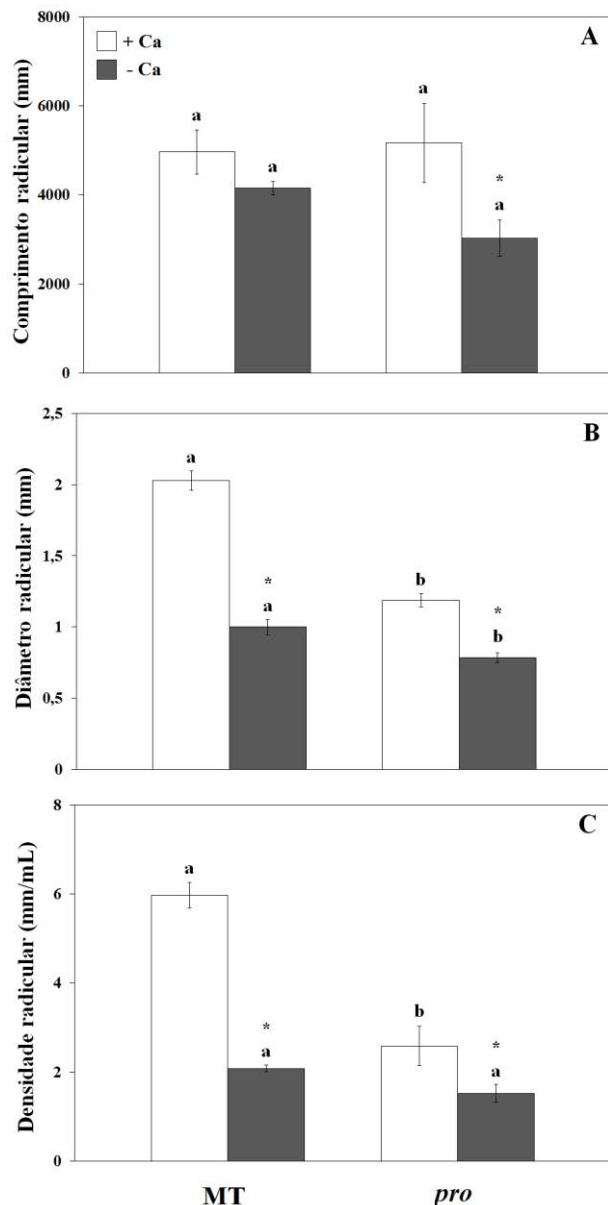 8000
A
+ Ca
- Ca
a
a
a
*
a
6000
4000
2000
0
Comprimento radicular (mm)
2,5
B
a
*
a
b
*
b
2
1,5
1
0,5
0
Diâmetro radicular (mm)
8
C
a
*
a
b
*
a
6
4
2
0
Densidade radicular (mm/mL)
MT pro